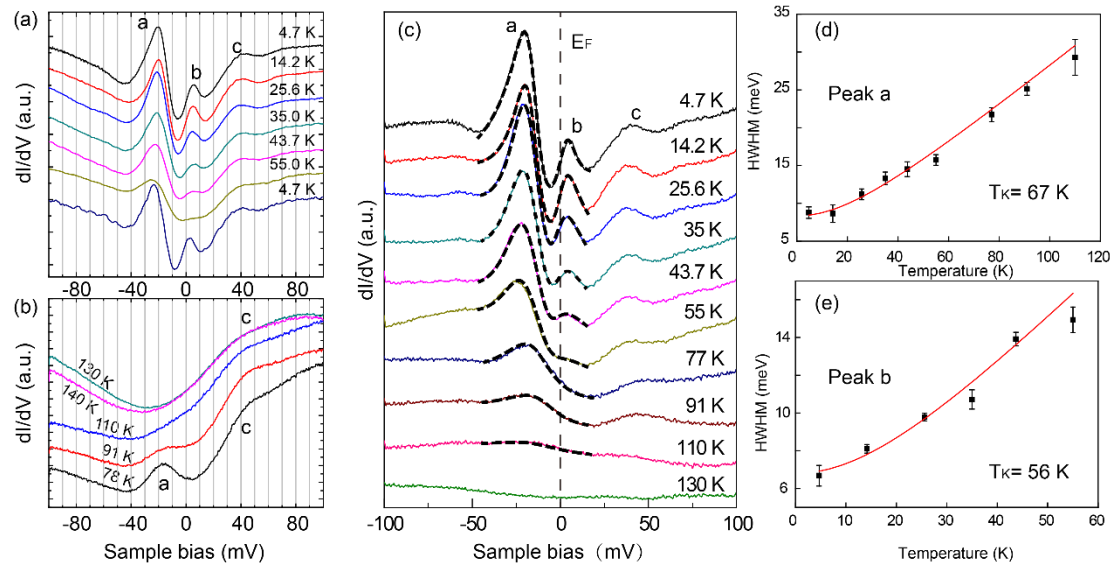 (a)
a
b
c
4.7 K
14.2 K
25.6 K
35.0 K
43.7 K
55.0 K
4.7 K
dI/dV (a.u.)
-80 -40 0 40 80
(b)
c
130 K
140 K
110 K
91 K
78 K
a
c
dI/dV (a.u.)
-80 -40 0 40 80
Sample bias (mV)
(c)
a
EF
b
c
4.7 K
14.2 K
25.6 K
35 K
43.7 K
55 K
77 K
91 K
110 K
130 K
dI/dV (a.u.)
-100 -50 0 50 100
Sample bias (mV)
(d)
Peak a
TK= 67 K
HWHM (meV)
25
15
5
0 20 40 60 80 100 120
Temperature (K)
(e)
Peak b
TK= 56 K
HWHM (meV)
14
10
6
0 10 20 30 40 50 60
Temperature (K)